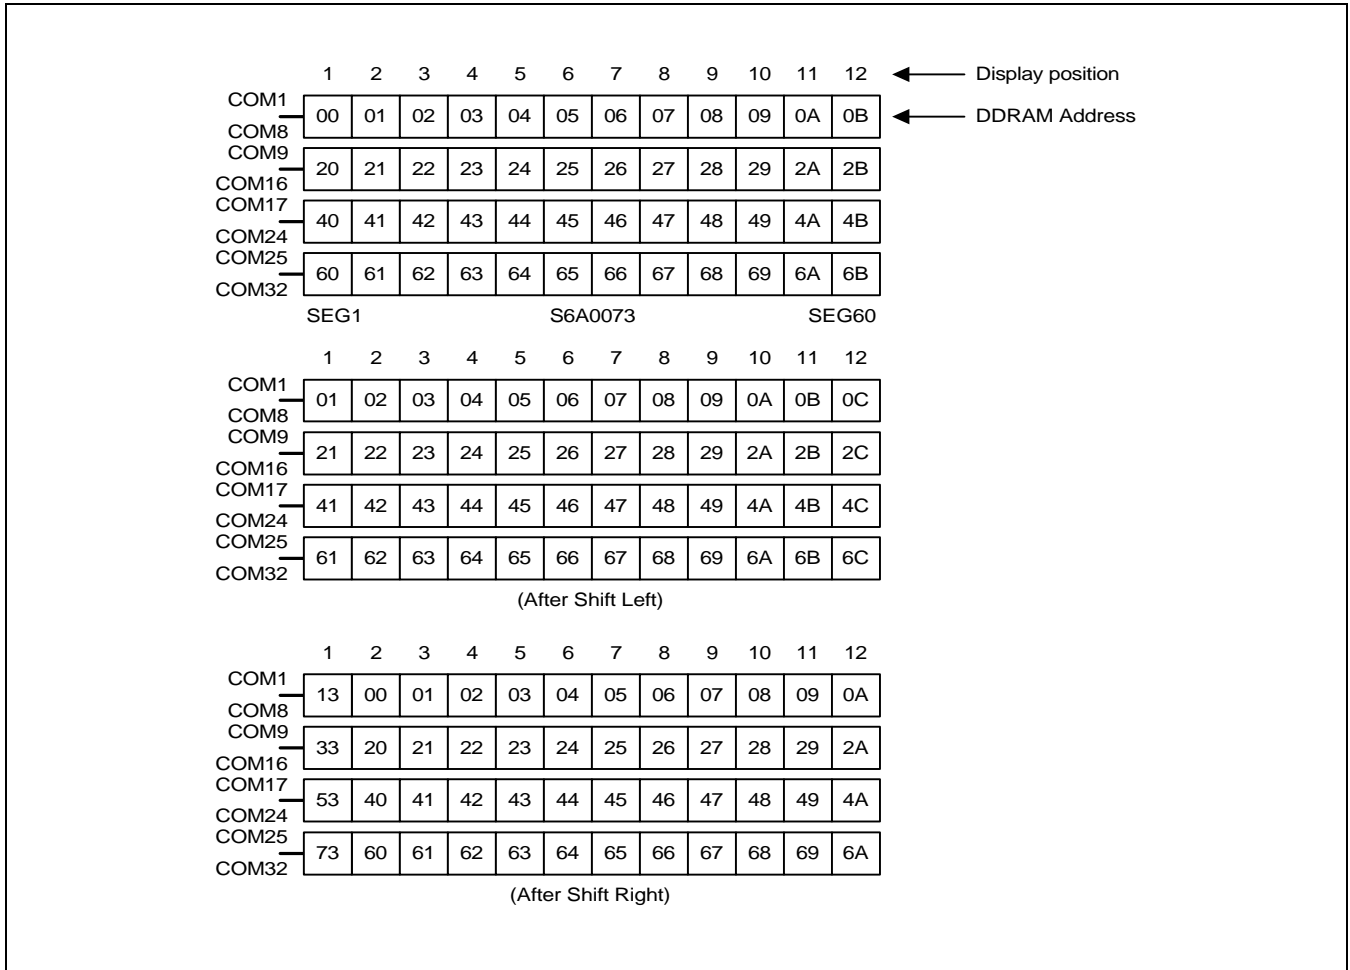 1 2 3 4 5 6 7 8 9 10 11 12 Display position
COM1
00 01 02 03 04 05 06 07 08 09 0A 0B DDRAM Address
COM8
COM9
20 21 22 23 24 25 26 27 28 29 2A 2B
COM16
COM17
40 41 42 43 44 45 46 47 48 49 4A 4B
COM24
COM25
60 61 62 63 64 65 66 67 68 69 6A 6B
COM32
SEG1 S6A0073 SEG60
1 2 3 4 5 6 7 8 9 10 11 12
COM1
01 02 03 04 05 06 07 08 09 0A 0B 0C
COM8
COM9
21 22 23 24 25 26 27 28 29 2A 2B 2C
COM16
COM17
41 42 43 44 45 46 47 48 49 4A 4B 4C
COM24
COM25
61 62 63 64 65 66 67 68 69 6A 6B 6C
COM32
(After Shift Left)
1 2 3 4 5 6 7 8 9 10 11 12
COM1
13 00 01 02 03 04 05 06 07 08 09 0A
COM8
COM9
33 20 21 22 23 24 25 26 27 28 29 2A
COM16
COM17
53 40 41 42 43 44 45 46 47 48 49 4A
COM24
COM25
73 60 61 62 63 64 65 66 67 68 69 6A
COM32
(After Shift Right)